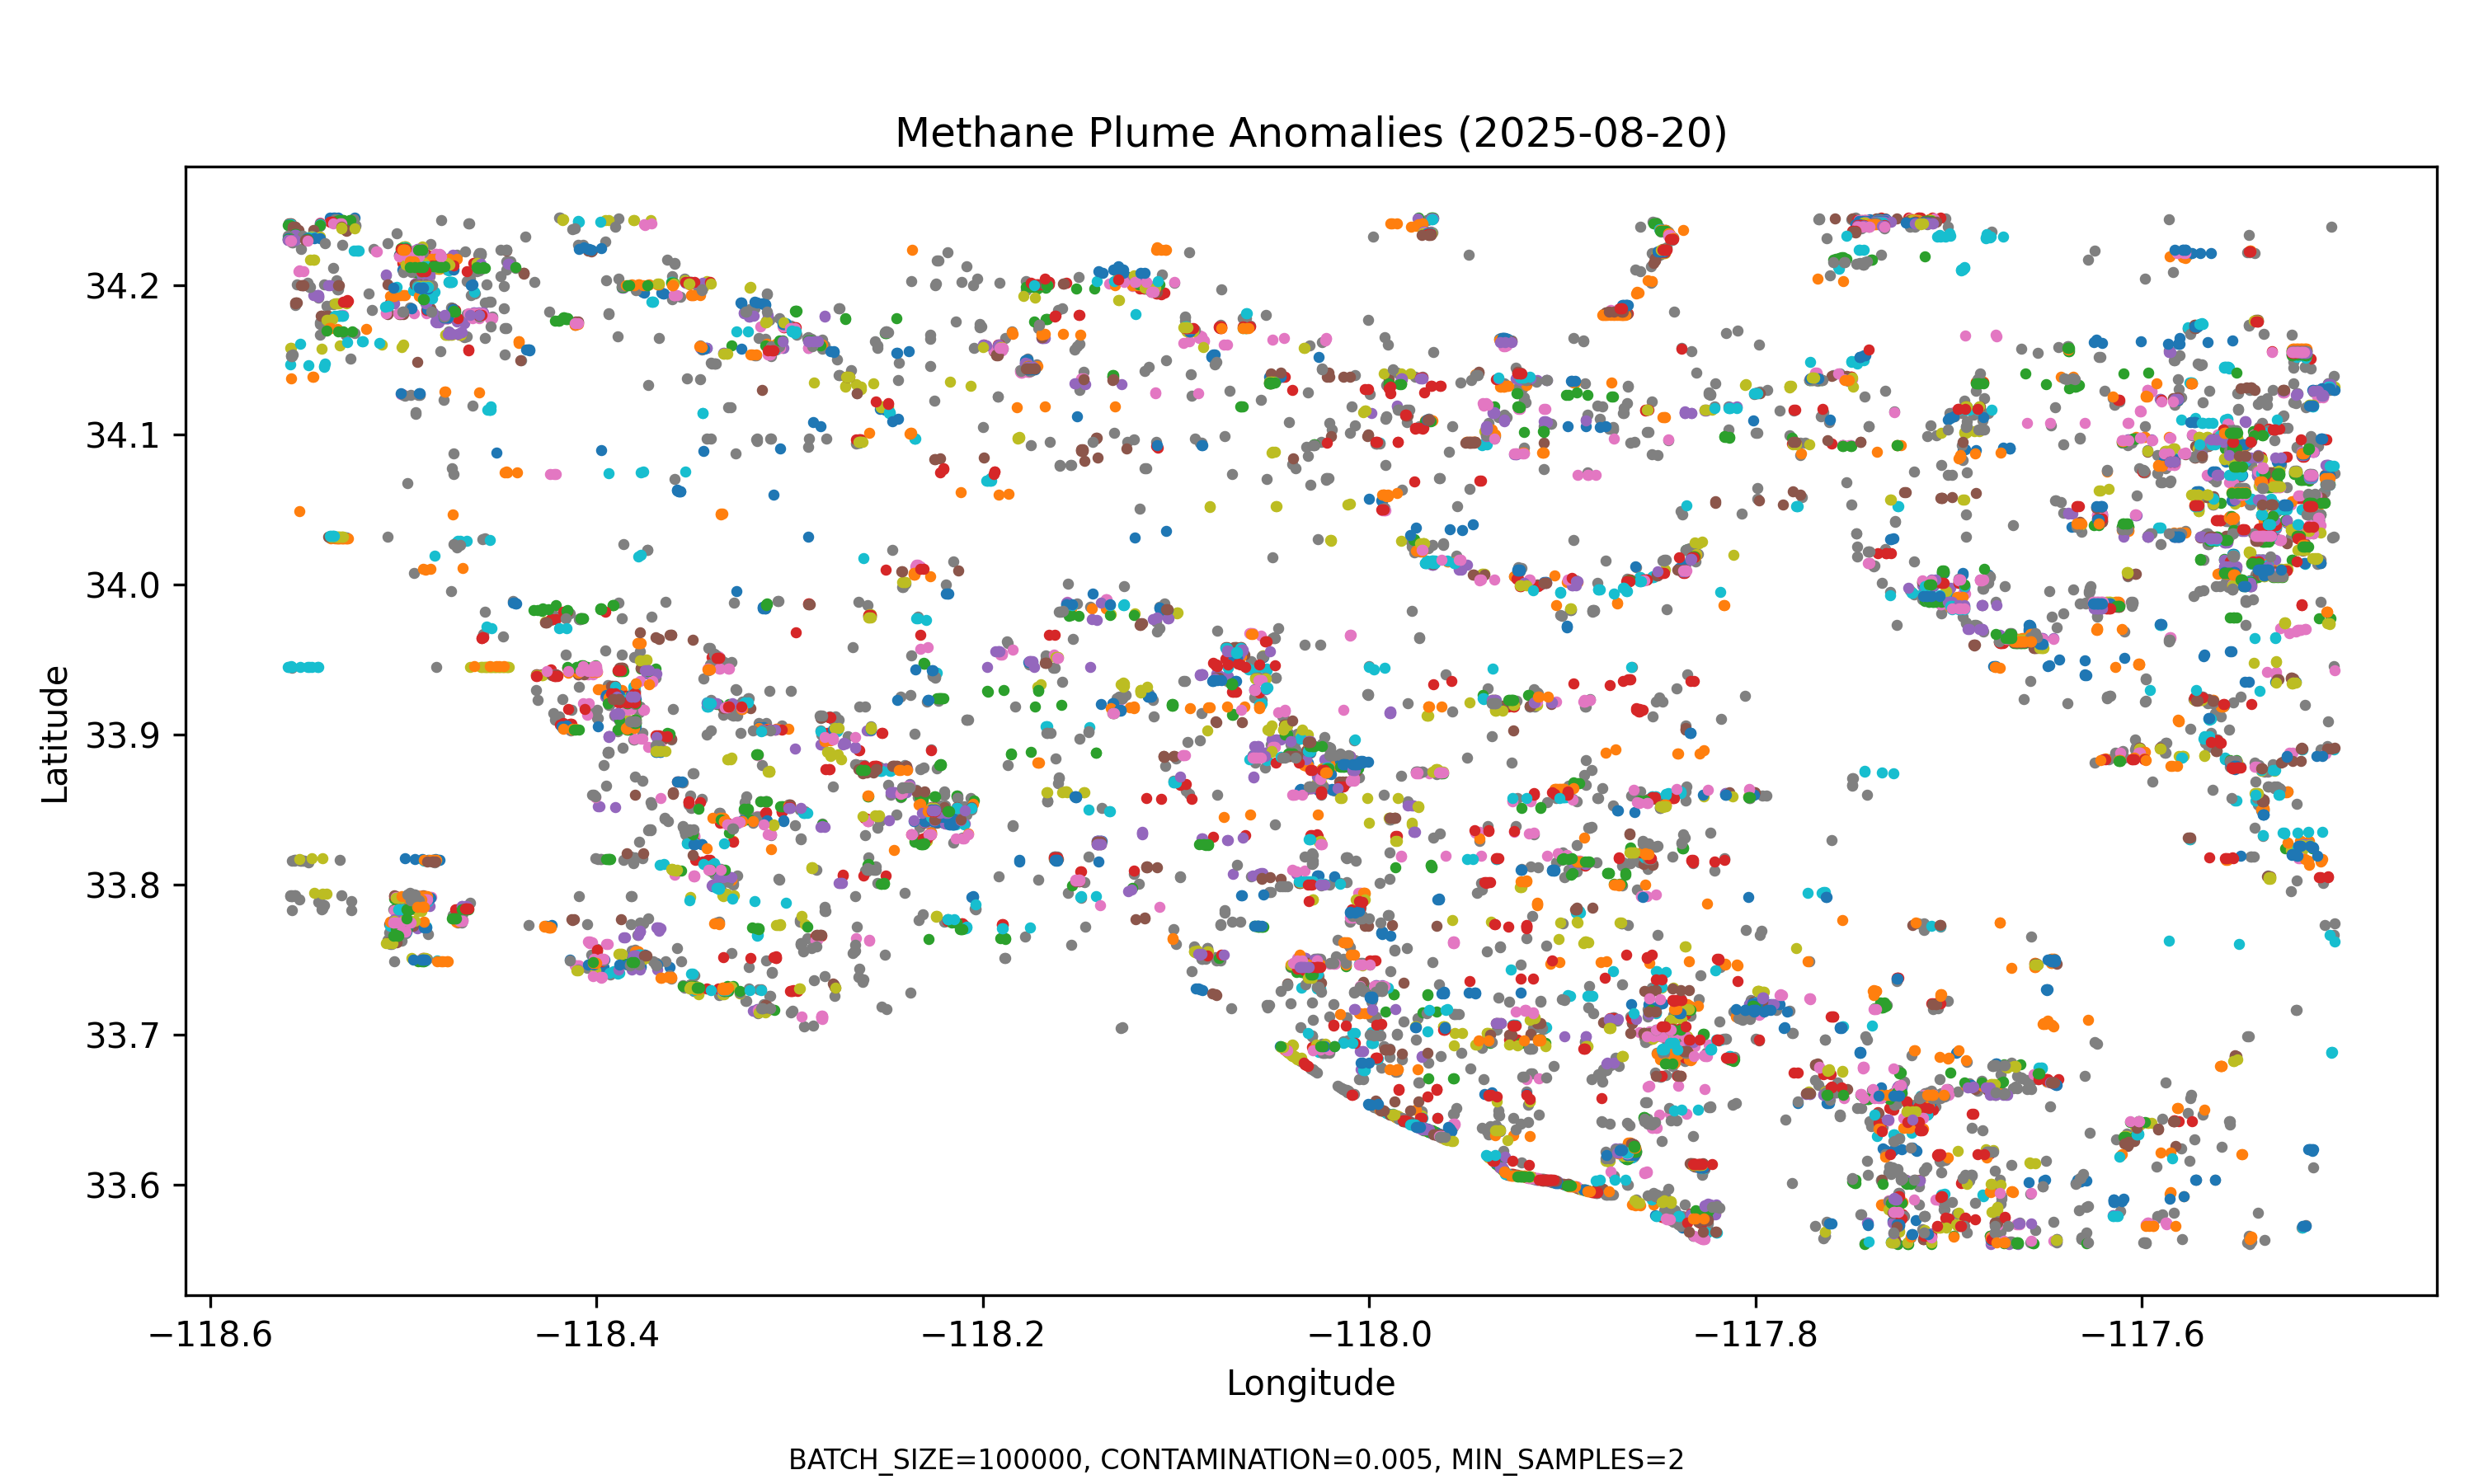 Methane Plume Anomalies (2025-08-20)
Latitude
34.2
34.1
34.0
33.9
33.8
33.7
33.6
−118.6 −118.4 −118.2 −118.0 −117.8 −117.6
Longitude
BATCH_SIZE=100000, CONTAMINATION=0.005, MIN_SAMPLES=2